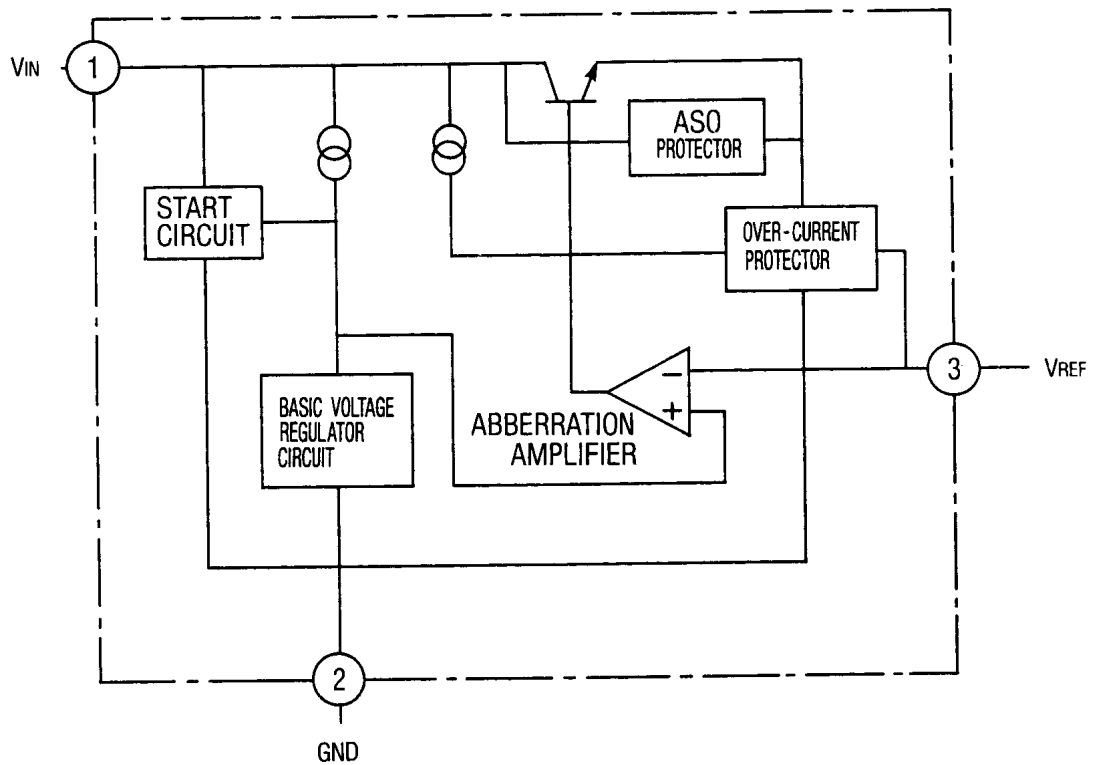 VIN
1
ASO
PROTECTOR
START
CIRCUIT
OVER-CURRENT
PROTECTOR
3
VREF
BASIC VOLTAGE
REGULATOR
CIRCUIT
−
+
ABBERRATION
AMPLIFIER
2
GND